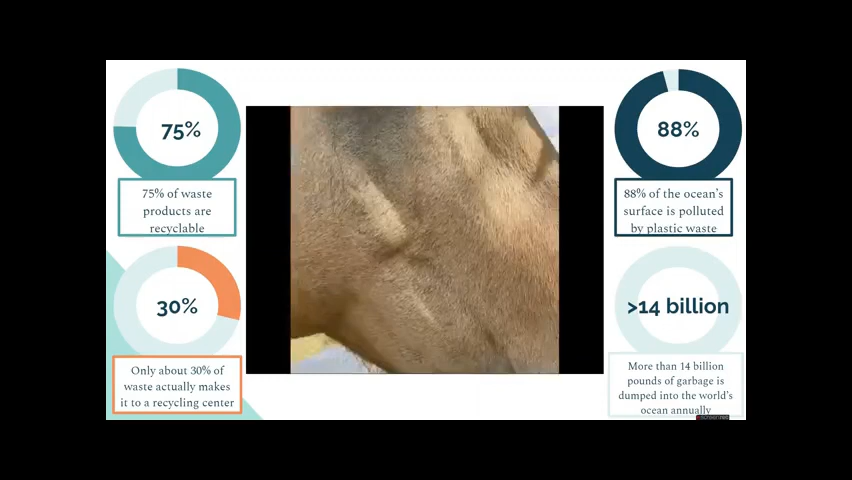 75%
75% of waste
products are
recyclable
30%
Only about 30% of
waste actually makes
it to a recycling center
88%
88% of the ocean's
surface is polluted
by plastic waste
>14 billion
More than 14 billion
pounds of garbage is
dumped into the world's
ocean annually